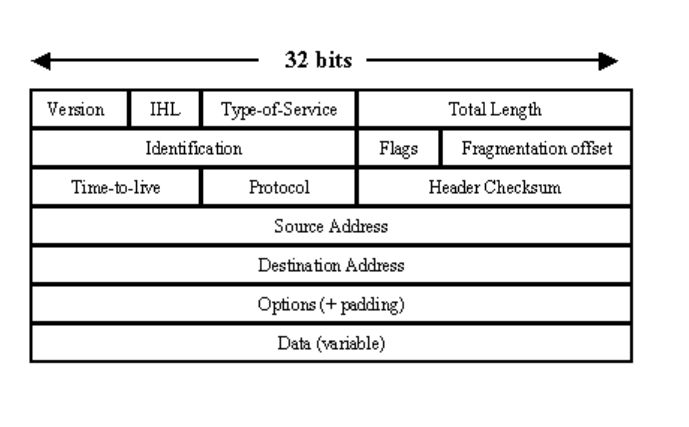 32 bits
Version IHL Type-of-Service Total Length
Identification Flags Fragmentation offset
Time-to-live Protocol Header Checksum
Source Address
Destination Address
Options (+ padding)
Data (variable)